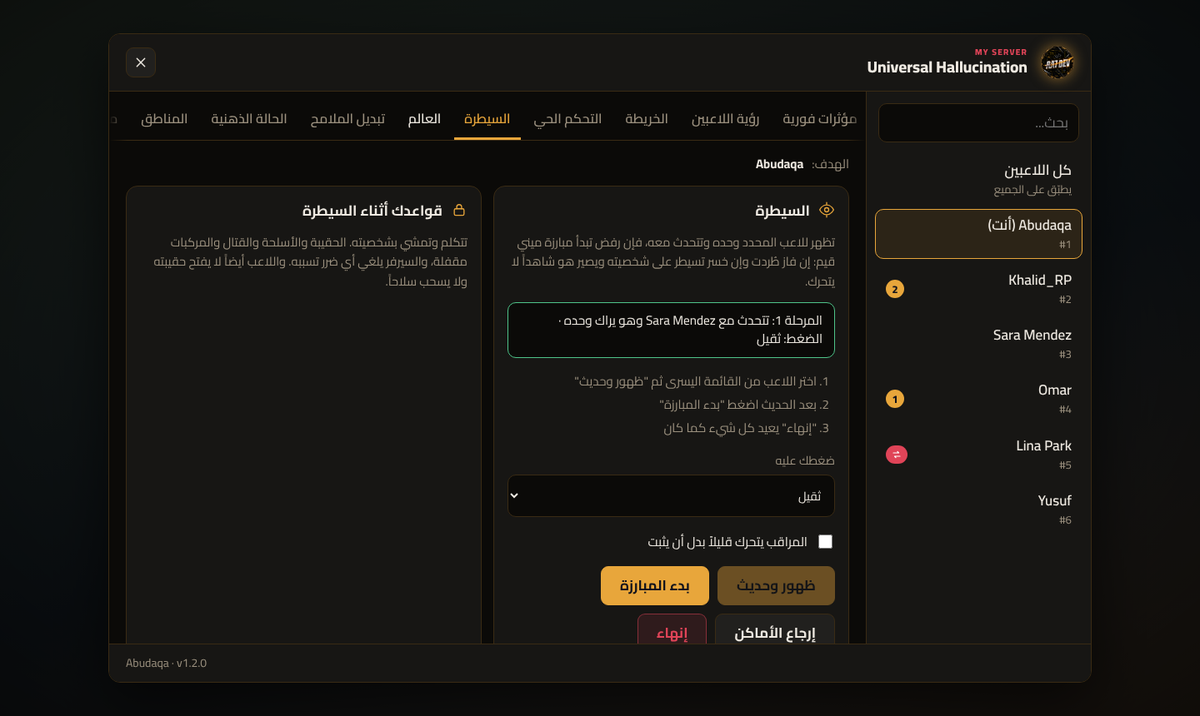 MY SERVER
Universal Hallucination
RAZDEV
بحث...
كل اللاعبين
يطبّق على الجميع
Abudaqa (أنت)
#1
Khalid_RP
#2
2
Sara Mendez
#3
Omar
#4
1
Lina Park
#5
Yusuf
#6
مؤثرات فورية
رؤية اللاعبين
الخريطة
التحكم الحي
السيطرة
العالم
تبديل الملامح
الحالة الذهنية
المناطق
الهدف: Abudaqa
السيطرة
تظهر للاعب المحدد وحده وتتحدث معه، فإن رفض تبدأ مبارزة ميني
قيم: إن فاز طُردت وإن خسر تسيطر على شخصيته ويصير هو شاهداً لا
يتحرك.
المرحلة 1: تتحدث مع Sara Mendez وهو يراك وحده ·
الضغط: ثقيل
1. اختر اللاعب من القائمة اليسرى ثم "ظهور وحديث"
2. بعد الحديث اضغط "بدء المبارزة"
3. "إنهاء" يعيد كل شيء كما كان
ضغطك عليه
ثقيل
المراقب يتحرك قليلاً بدل أن يثبت
ظهور وحديث
بدء المبارزة
إرجاع الأماكن
إنهاء
قواعدك أثناء السيطرة
تتكلم وتمشي بشخصيته. الحقيبة والأسلحة والقتال والمركبات
مقفلة، والسيرفر يلغي أي ضرر تسببه. واللاعب أيضاً لا يفتح حقيبته
ولا يسحب سلاحاً.
Abudaqa · v1.2.0